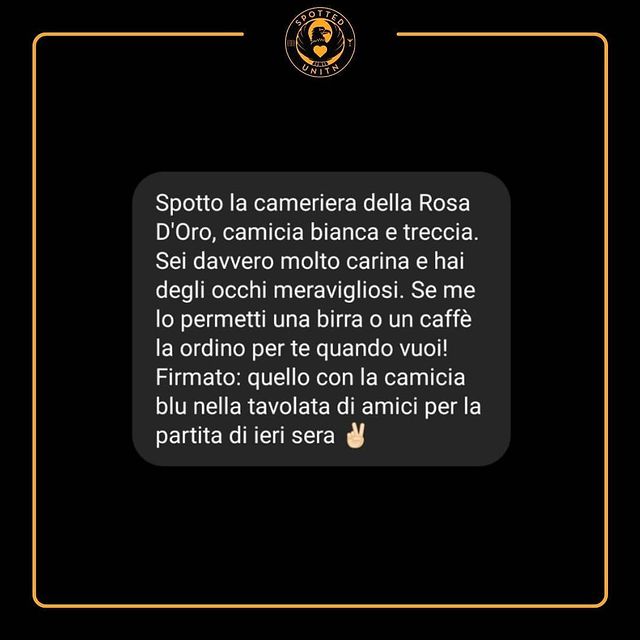 SPOTTED
UNITN
Spotto la cameriera della Rosa
D'Oro, camicia bianca e treccia.
Sei davvero molto carina e hai
degli occhi meravigliosi. Se me
lo permetti una birra o un caffè
la ordino per te quando vuoi!
Firmato: quello con la camicia
blu nella tavolata di amici per la
partita di ieri sera ✌🏻